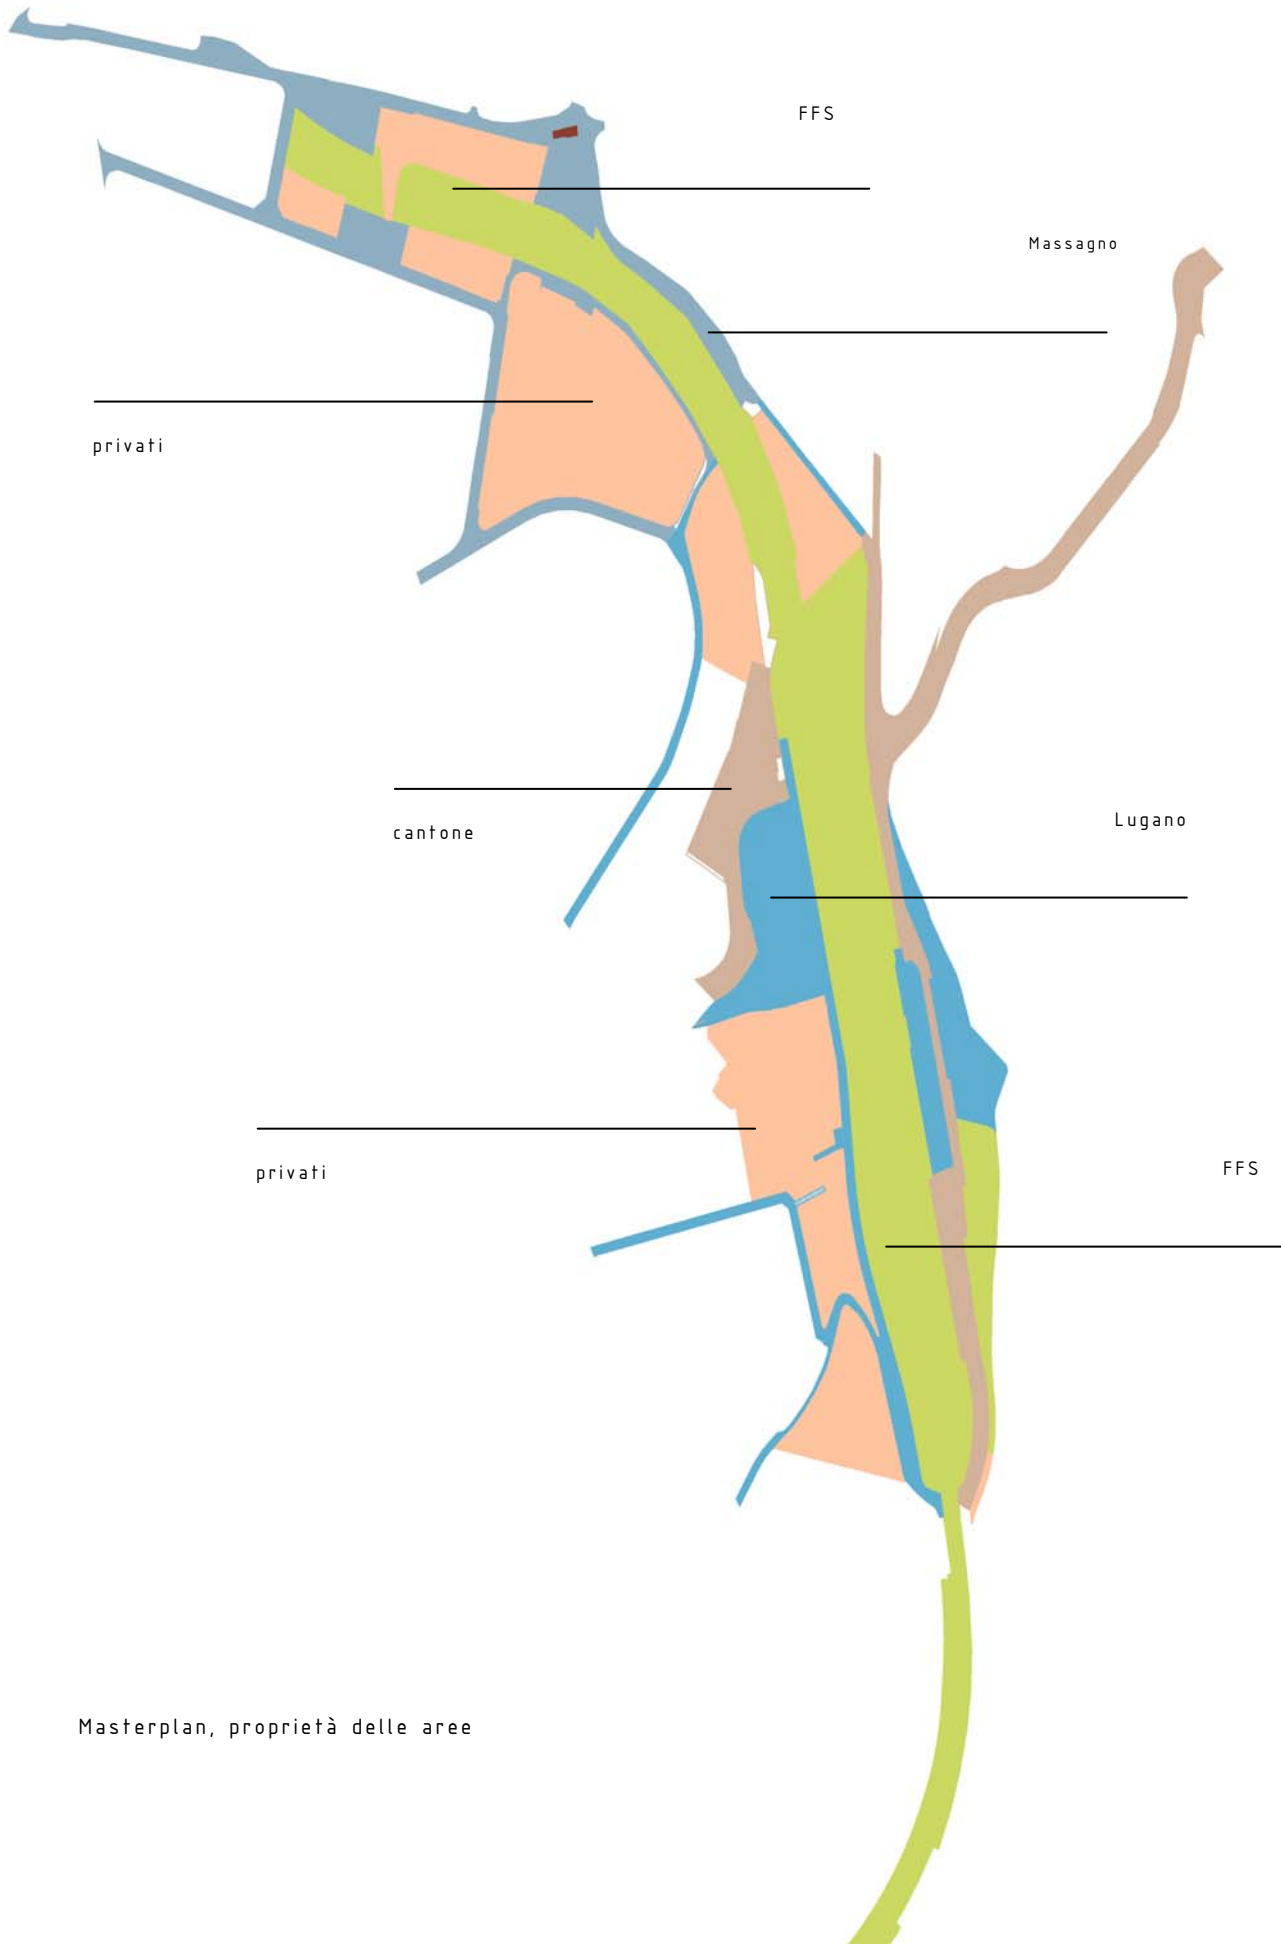 FFS
Massagno
privati
Lugano
cantone
FFS
privati
Masterplan, proprietà delle aree